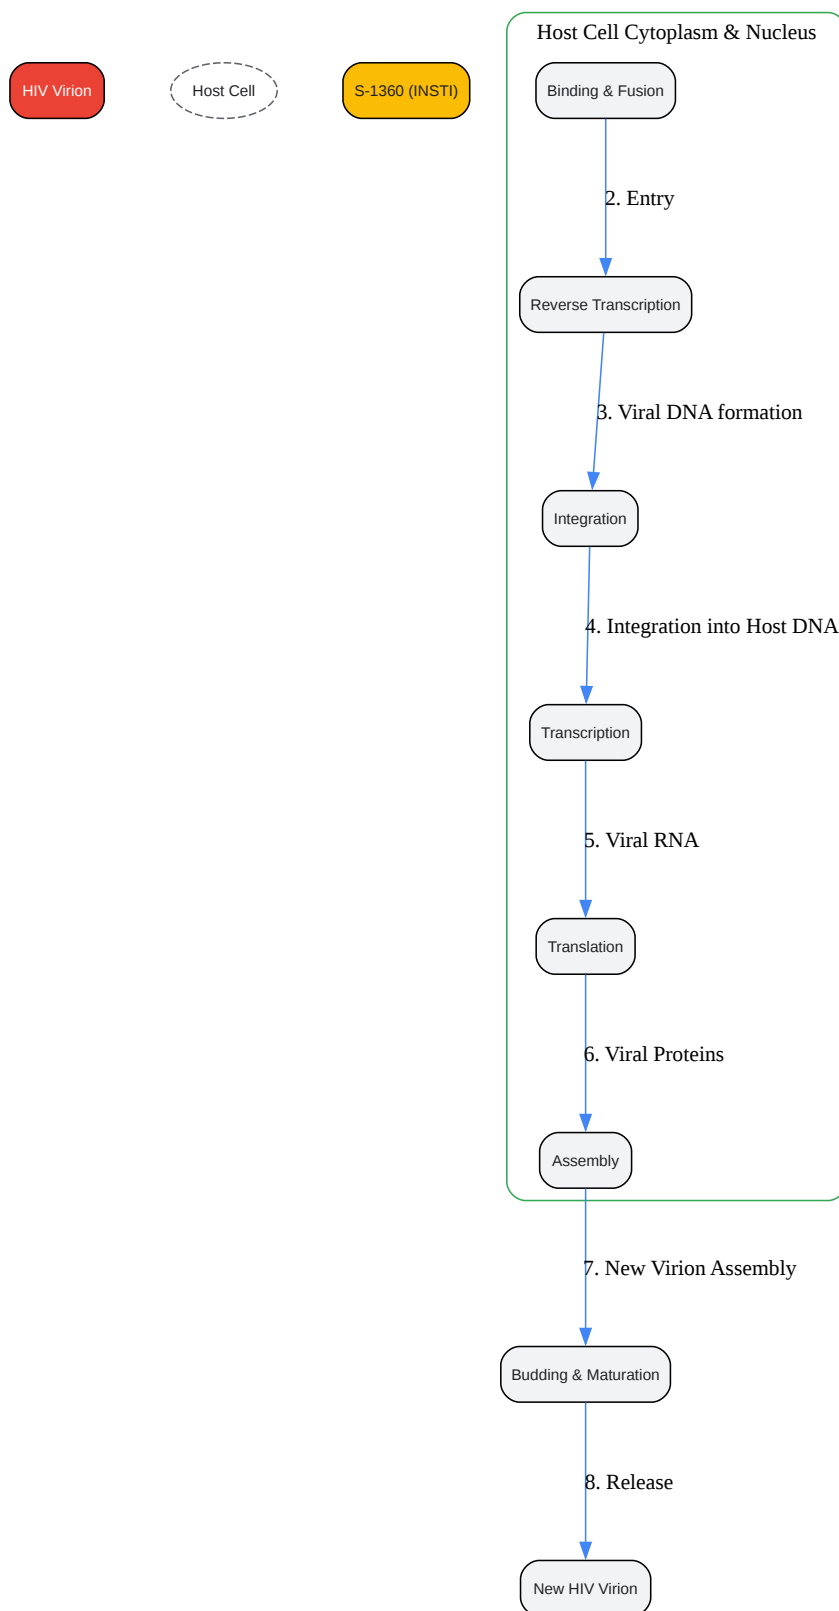 Host Cell Cytoplasm & Nucleus
HIV Virion
Host Cell
S-1360 (INSTI)
Binding & Fusion
2. Entry
Reverse Transcription
3. Viral DNA formation
Integration
4. Integration into Host DNA
Transcription
5. Viral RNA
Translation
6. Viral Proteins
Assembly
7. New Virion Assembly
Budding & Maturation
8. Release
New HIV Virion